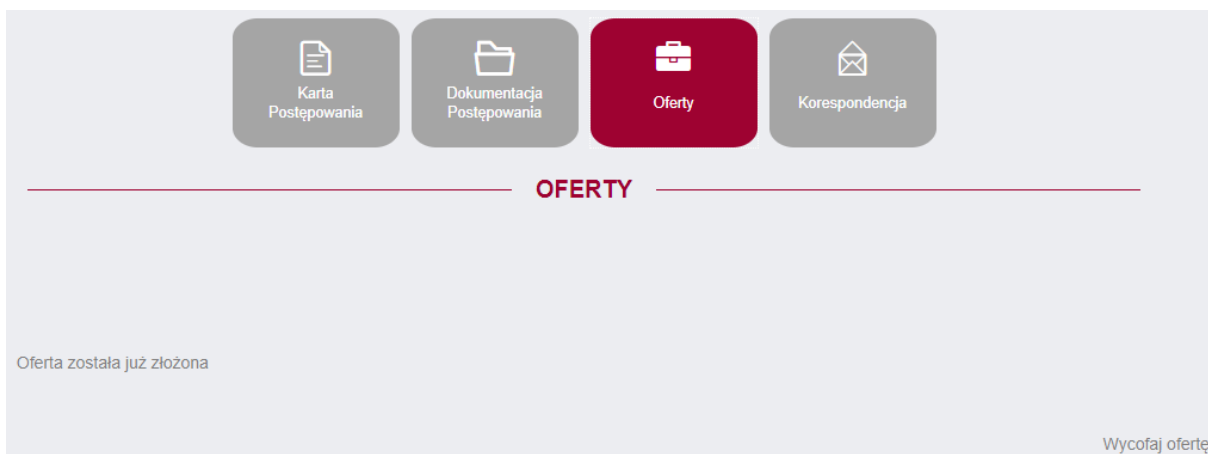 Karta
Postępowania
Dokumentacja
Postępowania
Oferty
Korespondencja
OFERTY
Oferta została już złożona
Wycofaj ofertę